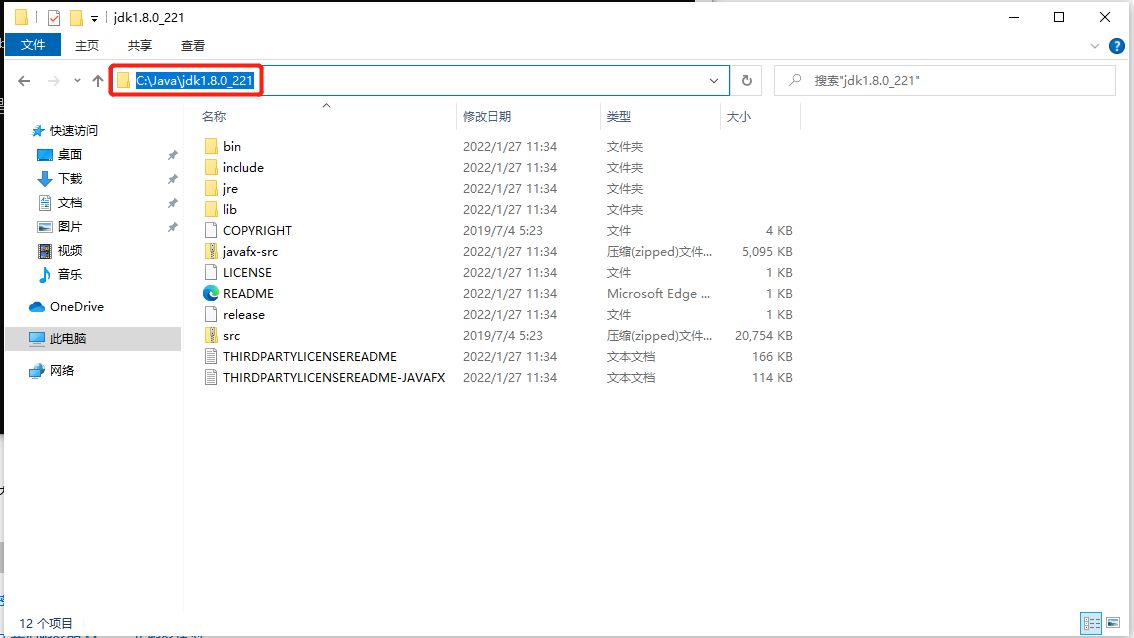 jdk1.8.0_221
文件 主页 共享 查看
C:\Java\jdk1.8.0_221 搜索"jdk1.8.0_221"
名称 修改日期 类型 大小
快速访问
桌面
下载
文档
图片
视频
音乐
OneDrive
此电脑
网络
bin 2022/1/27 11:34 文件夹
include 2022/1/27 11:34 文件夹
jre 2022/1/27 11:34 文件夹
lib 2022/1/27 11:34 文件夹
COPYRIGHT 2019/7/4 5:23 文件 4 KB
javafx-src 2022/1/27 11:34 压缩(zipped)文件... 5,095 KB
LICENSE 2022/1/27 11:34 文件 1 KB
README 2022/1/27 11:34 Microsoft Edge ... 1 KB
release 2022/1/27 11:34 文件 1 KB
src 2019/7/4 5:23 压缩(zipped)文件... 20,754 KB
THIRDPARTYLICENSEREADME 2022/1/27 11:34 文本文档 166 KB
THIRDPARTYLICENSEREADME-JAVAFX 2022/1/27 11:34 文本文档 114 KB
12 个项目